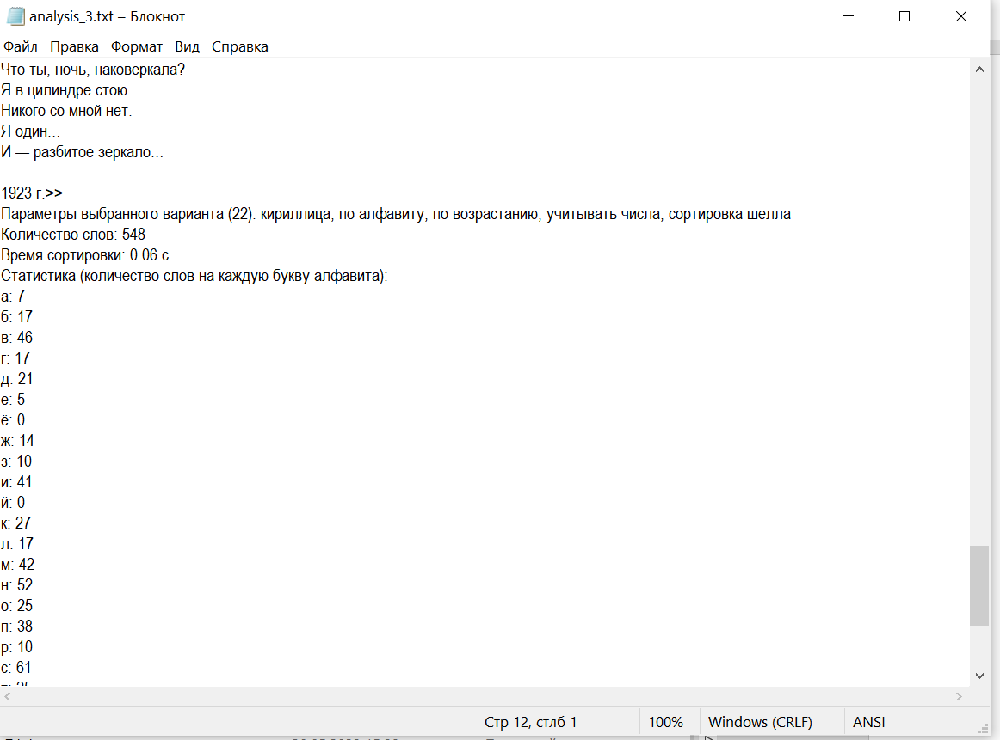 analysis_3.txt – Блокнот
Файл Правка Формат Вид Справка
Что ты, ночь, наковеркала?
Я в цилиндре стою.
Никого со мной нет.
Я один...
И — разбитое зеркало...
1923 г.>>
Параметры выбранного варианта (22): кириллица, по алфавиту, по возрастанию, учитывать числа, сортировка шелла
Количество слов: 548
Время сортировки: 0.06 с
Статистика (количество слов на каждую букву алфавита):
а: 7
б: 17
в: 46
г: 17
д: 21
е: 5
ё: 0
ж: 14
з: 10
и: 41
й: 0
к: 27
л: 17
м: 42
н: 52
о: 25
п: 38
р: 10
с: 61
Стр 12, стлб 1 100% Windows (CRLF) ANSI